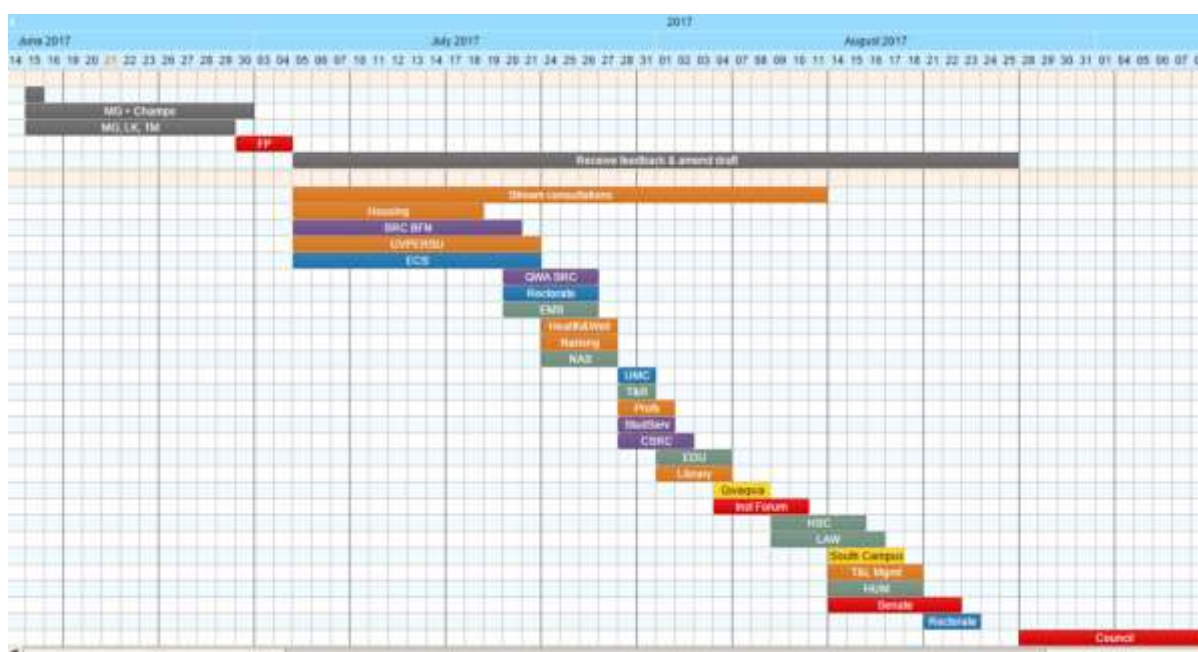 2017
June 2017 July 2017 August 2017
14 15 16 19 20 21 22 23 26 27 28 29 30 03 04 05 06 07 10 11 12 13 14 17 18 19 20 21 24 25 26 27 28 31 01 02 03 04 07 08 09 10 11 14 15 16 17 18 21 22 23 24 25 28 29 30 31 01 04 05 06 07
MG + Champs
MG, LK, TM
FP
Receive feedback & amend draft
Stream consultations
Housing
SRC BFN
UVPERSU
ECS
QWA SRC
Rectorate
EMS
Health&Well
Naming
NAS
UMC
T&R
Profs
StudServ
CSRC
EDU
Library
Qwaqwa
Inst Forum
HSC
LAW
South Campus
T&L Mgmt
HUM
Senate
Rectorate
Council